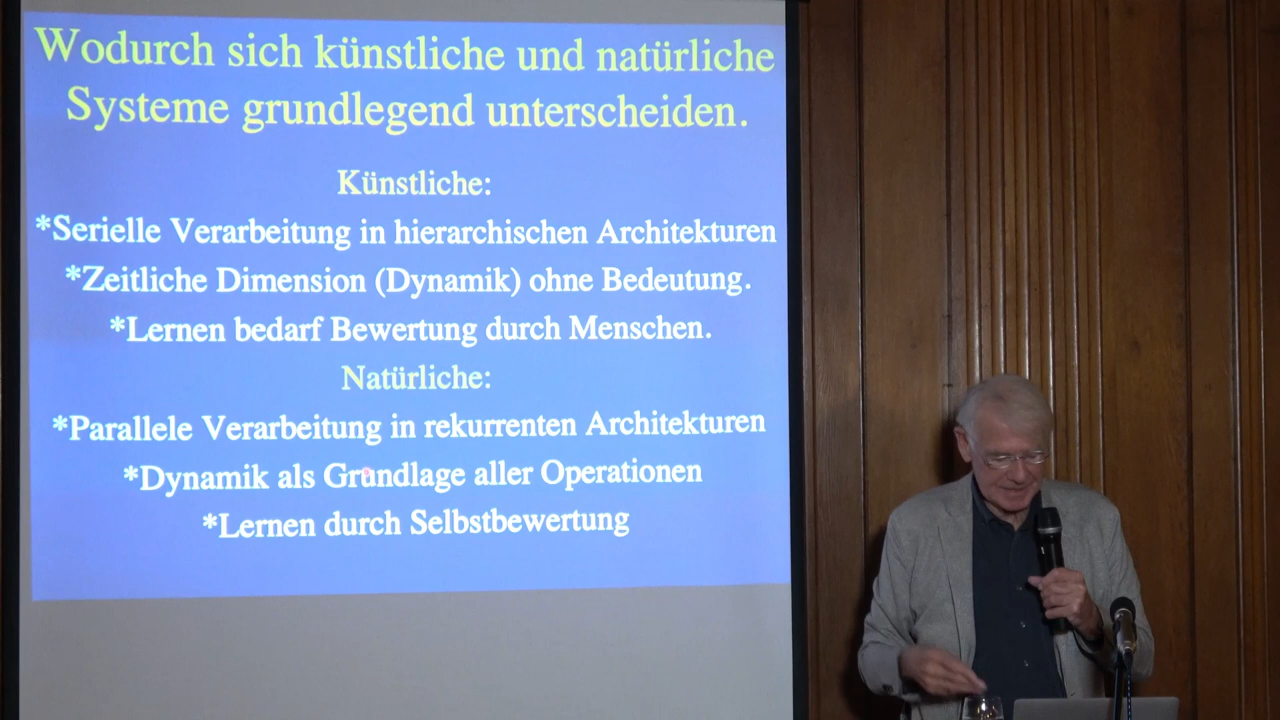 Wodurch sich künstliche und natürliche
Systeme grundlegend unterscheiden.
Künstliche:
*Serielle Verarbeitung in hierarchischen Architekturen
*Zeitliche Dimension (Dynamik) ohne Bedeutung.
*Lernen bedarf Bewertung durch Menschen.
Natürliche:
*Parallele Verarbeitung in rekurrenten Architekturen
*Dynamik als Grundlage aller Operationen
*Lernen durch Selbstbewertung